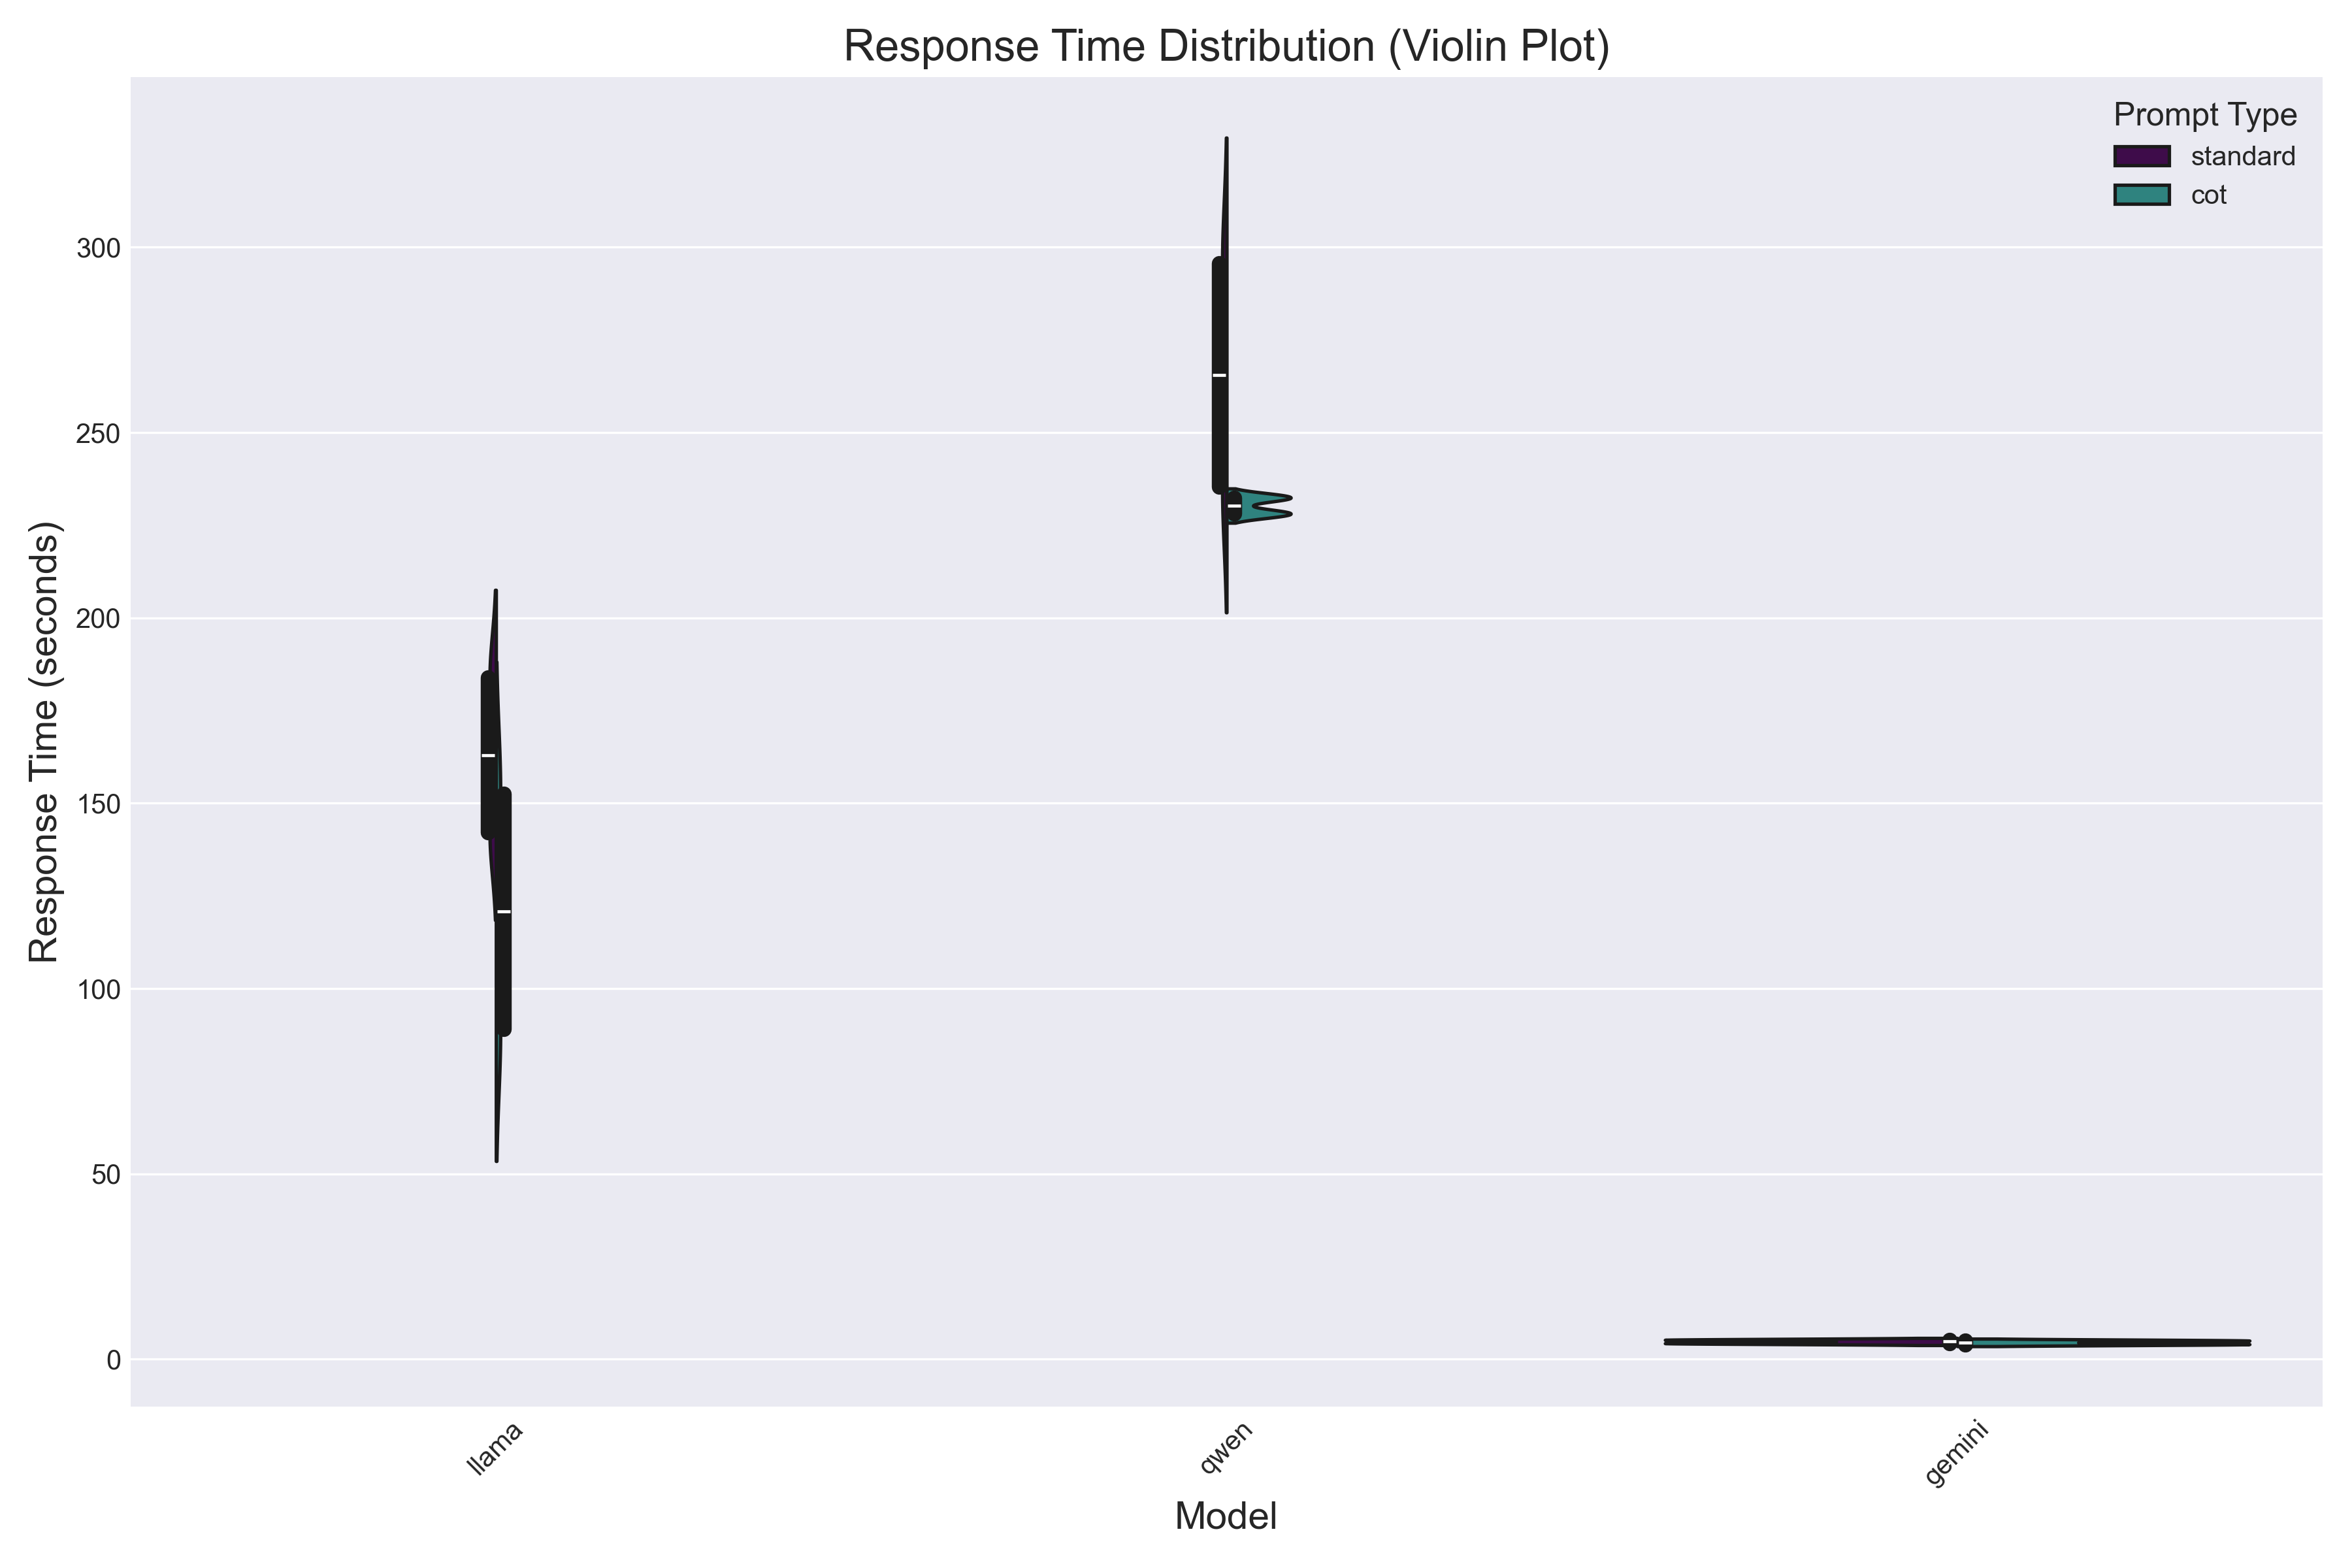 Response Time Distribution (Violin Plot)
Prompt Type
standard
cot
Response Time (seconds)
300
250
200
150
100
50
0
llama
qwen
gemini
Model